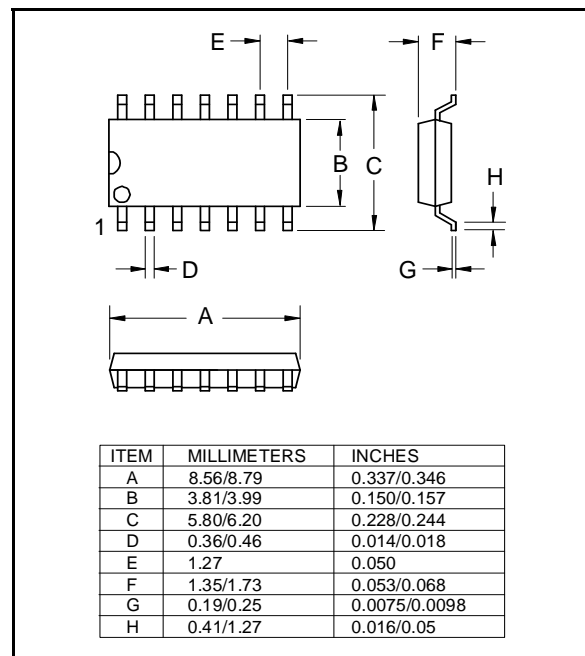 E
F
B
C
H
1
D
G
A
ITEM MILLIMETERS INCHES
A 8.56/8.79 0.337/0.346
B 3.81/3.99 0.150/0.157
C 5.80/6.20 0.228/0.244
D 0.36/0.46 0.014/0.018
E 1.27 0.050
F 1.35/1.73 0.053/0.068
G 0.19/0.25 0.0075/0.0098
H 0.41/1.27 0.016/0.05